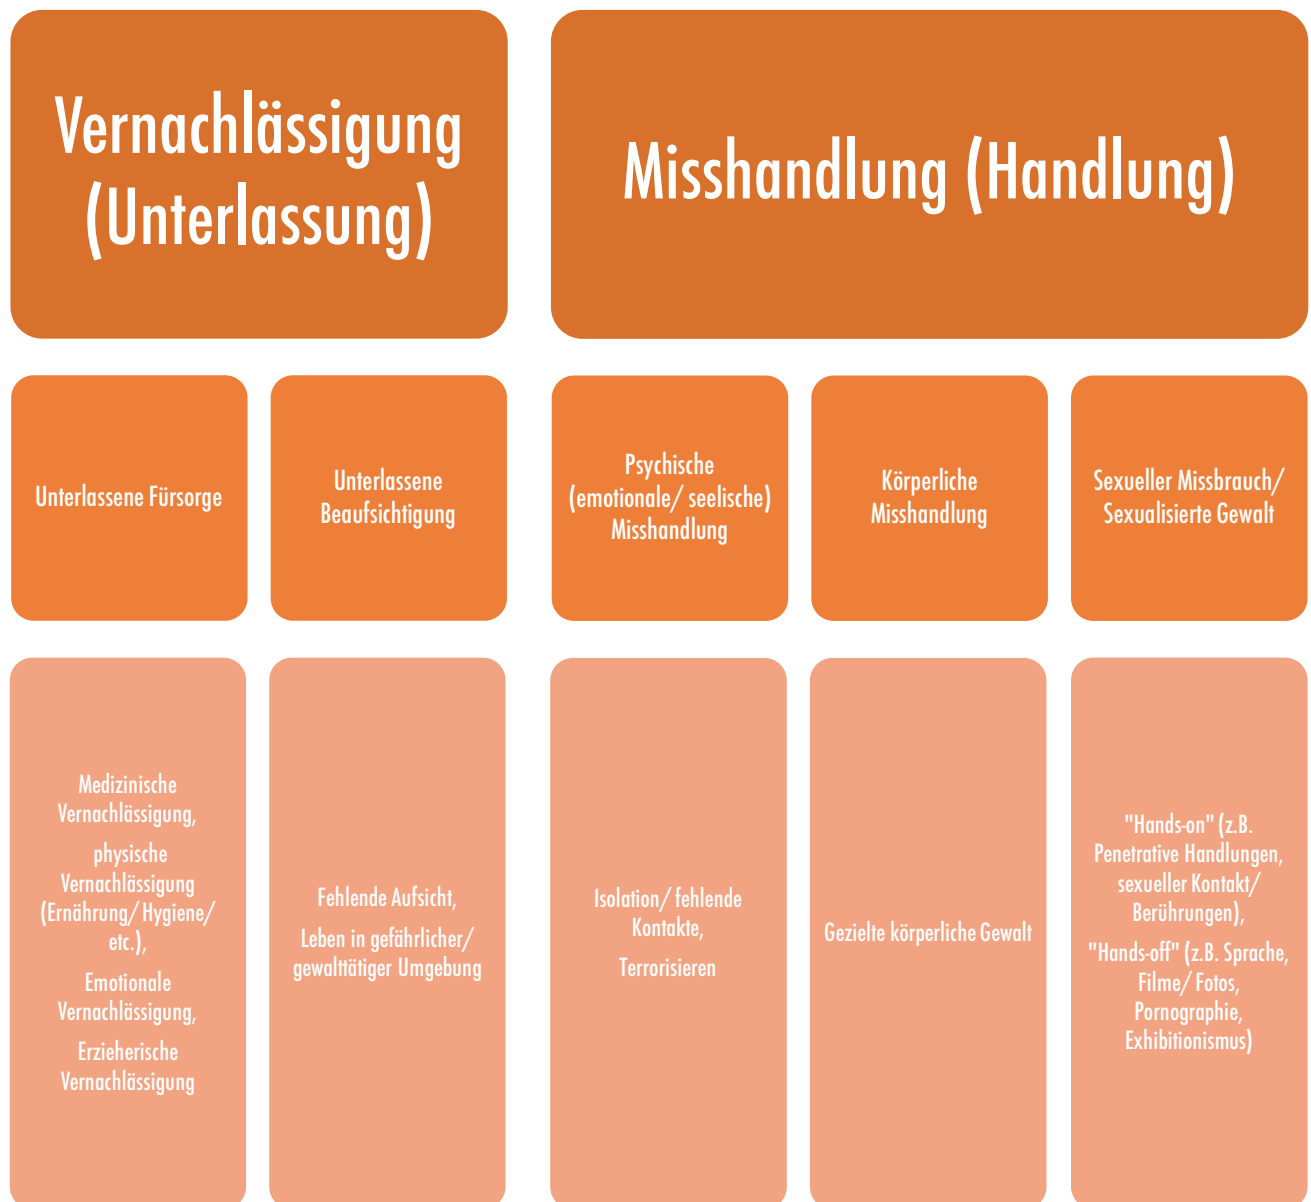 Vernachlässigung
(Unterlassung)
Misshandlung (Handlung)
Unterlassene Fürsorge
Unterlassene
Beaufsichtigung
Psychische
(emotionale/ seelische)
Misshandlung
Körperliche
Misshandlung
Sexueller Missbrauch/
Sexualisierte Gewalt
Medizinische
Vernachlässigung,
physische
Vernachlässigung
(Ernährung/ Hygiene/
etc.),
Emotionale
Vernachlässigung,
Erzieherische
Vernachlässigung
Fehlende Aufsicht,
Leben in gefährlicher/
gewalttätiger Umgebung
Isolation/ fehlende
Kontakte,
Terrorisieren
Gezielte körperliche Gewalt
"Hands-on" (z.B.
Penetrative Handlungen,
sexueller Kontakt/
Berührungen),
"Hands-off" (z.B. Sprache,
Filme/ Fotos,
Pornographie,
Exhibitionismus)